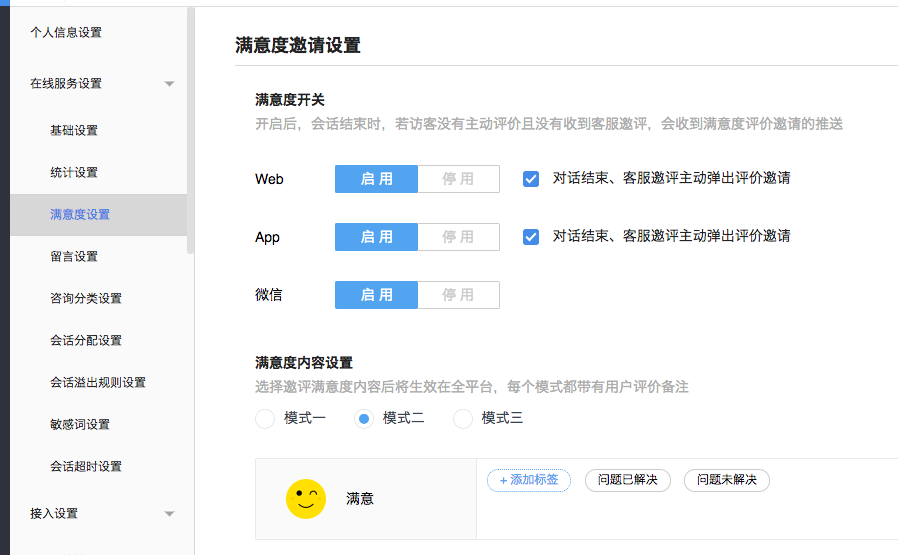 个人信息设置
在线服务设置
基础设置
统计设置
满意度设置
留言设置
咨询分类设置
会话分配设置
会话溢出规则设置
敏感词设置
会话超时设置
接入设置
满意度邀请设置
满意度开关
开启后，会话结束时，若访客没有主动评价且没有收到客服邀评，会收到满意度评价邀请的推送
Web 启用 停用 对话结束、客服邀评主动弹出评价邀请
App 启用 停用 对话结束、客服邀评主动弹出评价邀请
微信 启用 停用
满意度内容设置
选择邀评满意度内容后将生效在全平台，每个模式都带有用户评价备注
模式一 模式二 模式三
满意 +添加标签 问题已解决 问题未解决